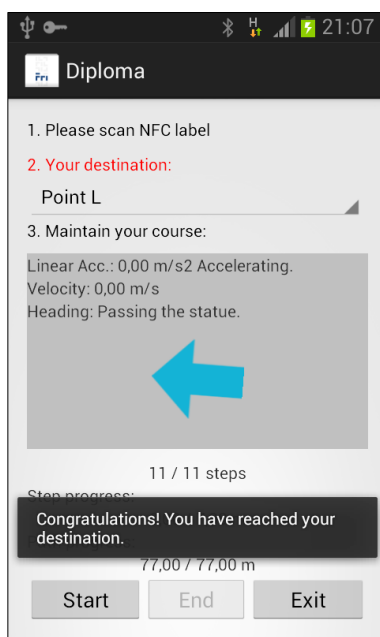 H
21:07
Fri
Diploma
1. Please scan NFC label
2. Your destination:
Point L
3. Maintain your course:
Linear Acc.: 0,00 m/s2 Accelerating.
Velocity: 0,00 m/s
Heading: Passing the statue.
11 / 11 steps
Step progress:
Congratulations! You have reached your
destination.
77,00 / 77,00 m
Start
End
Exit